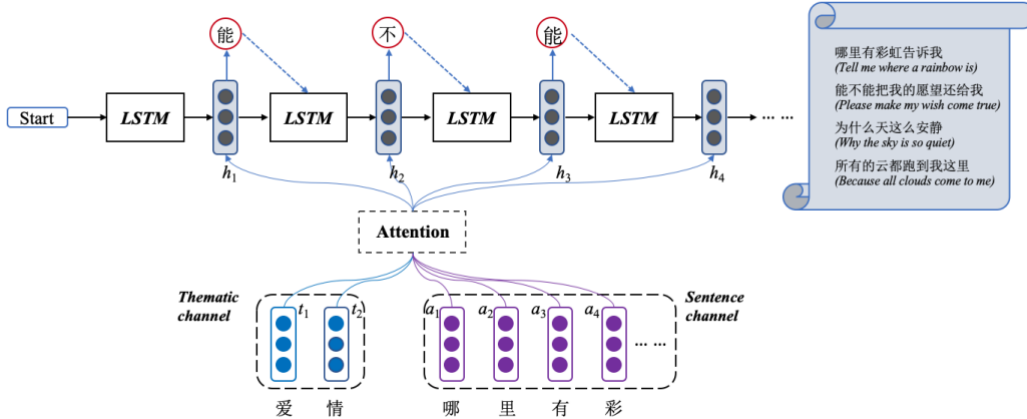 能 不 能
Start LSTM LSTM LSTM LSTM ... ...
h1 h2 h3 h4
哪里有彩虹告诉我
(Tell me where a rainbow is)
能不能把我的愿望还给我
(Please make my wish come true)
为什么天这么安静
(Why the sky is so quiet)
所有的云都跑到我这里
(Because all clouds come to me)
Attention
Thematic
channel
t1 t2
a1 a2 a3 a4 ... ...
Sentence
channel
爱 情 哪 里 有 彩